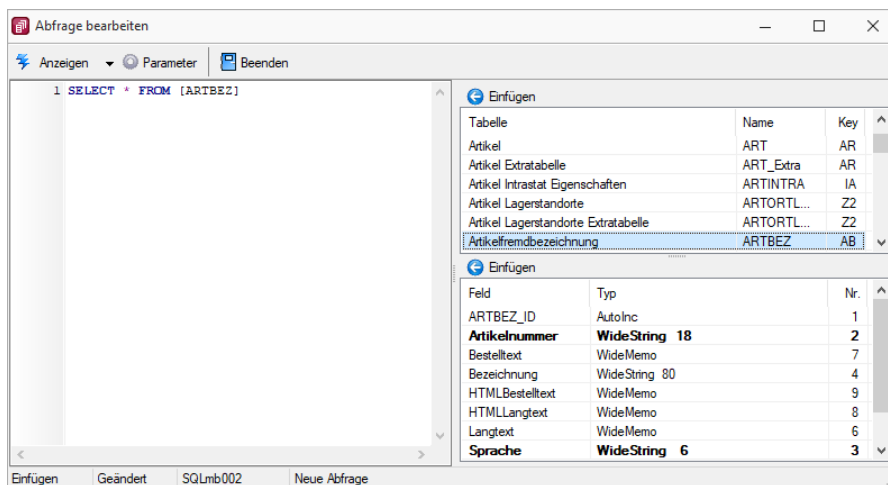 Abfrage bearbeiten
Anzeigen Parameter Beenden
1 SELECT * FROM [ARTBEZ]
Einfügen
Tabelle Name Key
Artikel ART AR
Artikel Extratabelle ART_Extra AR
Artikel Intrastat Eigenschaften ARTINTRA IA
Artikel Lagerstandorte ARTORTL... Z2
Artikel Lagerstandorte Extratabelle ARTORTL... Z2
Artikelfremdbezeichnung ARTBEZ AB
Einfügen
Feld Typ Nr.
ARTBEZ_ID AutoInc 1
Artikelnummer WideString 18 2
Bestelltext WideMemo 7
Bezeichnung WideString 80 4
HTMLBestelltext WideMemo 9
HTMLLangtext WideMemo 8
Langtext WideMemo 6
Sprache WideString 6 3
Einfügen Geändert SQLmb002 Neue Abfrage